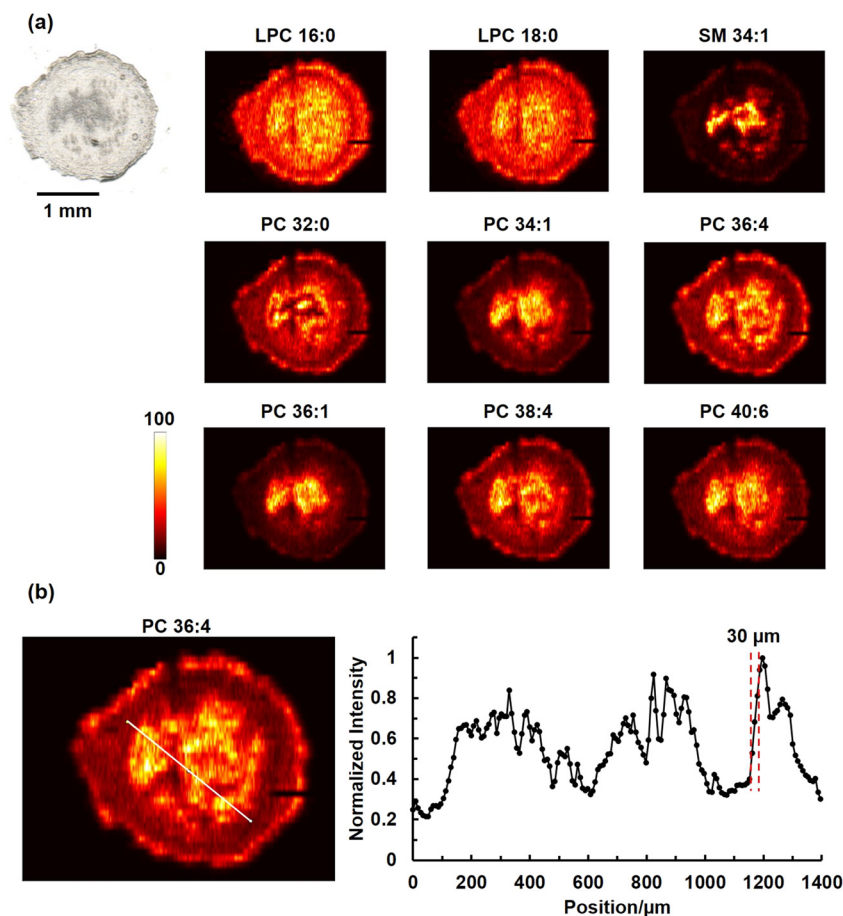 (a)
LPC 16:0 LPC 18:0 SM 34:1
1 mm
PC 32:0 PC 34:1 PC 36:4
PC 36:1 PC 38:4 PC 40:6
100
0
(b)
PC 36:4
30 μm
Normalized Intensity
1
0.8
0.6
0.4
0.2
0
0 200 400 600 800 1000 1200 1400
Position/μm